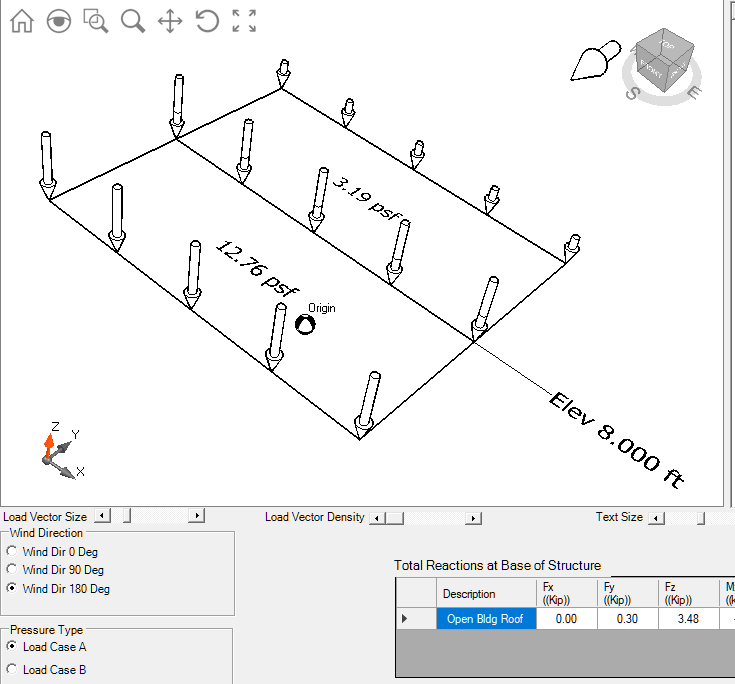 TOP
S
E
3.19 psf
12.76 psf
Origin
Elev 8.000 ft
Z
Y
X
Load Vector Size
Load Vector Density
Text Size
Wind Direction
Wind Dir 0 Deg
Wind Dir 90 Deg
Wind Dir 180 Deg
Total Reactions at Base of Structure
Description Fx ((Kip)) Fy ((Kip)) Fz ((Kip))
Open Bldg Roof 0.00 0.30 3.48
Pressure Type
Load Case A
Load Case B